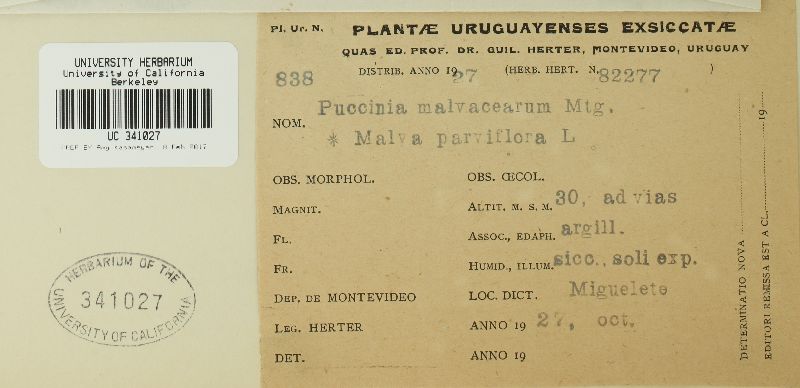 UNIVERSITY HERBARIUM
University of California
Berkeley
UC 341027
HERBARIUM OF THE
341027
UNIVERSITY OF CALIFORNIA
Pl. Ur. N. PLANTÆ URUGUAYENSES EXSICCATÆ
QUAS ED. PROF. DR. GUIL. HERTER, MONTEVIDEO, URUGUAY
838 DISTRIB. ANNO 1927 (HERB. HERT. N. 82277 )
NOM. Puccinia malvacearum Mtg.
* Malva parviflora L
OBS. MORPHOL. OBS. ŒCOL.
MAGNIT. ALTIT. M. S. M. 30, ad vias
FL. ASSOC., EDAPH. argill.
FR. HUMID., ILLUM. sicc., soli exp.
DEP. DE MONTEVIDEO LOC. DICT. Miguelete
LEG. HERTER ANNO 19 27, oct.
DET. ANNO 19
DETERMINATIO NOVA
EDITORI REMISSA EST A CL. 19